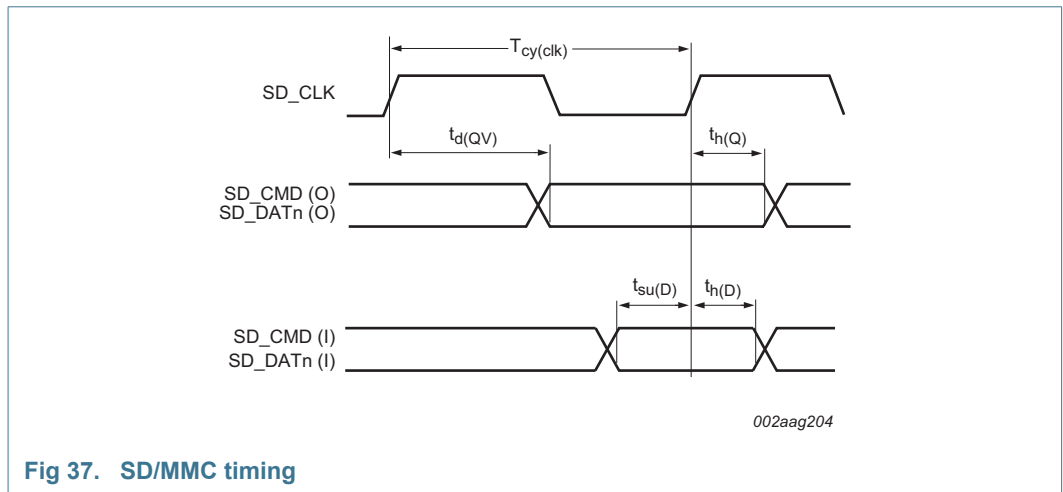 Tcy(clk)
SD_CLK
td(QV)
th(Q)
SD_CMD (O)
SD_DATn (O)
tsu(D)
th(D)
SD_CMD (I)
SD_DATn (I)
002aag204
Fig 37. SD/MMC timing